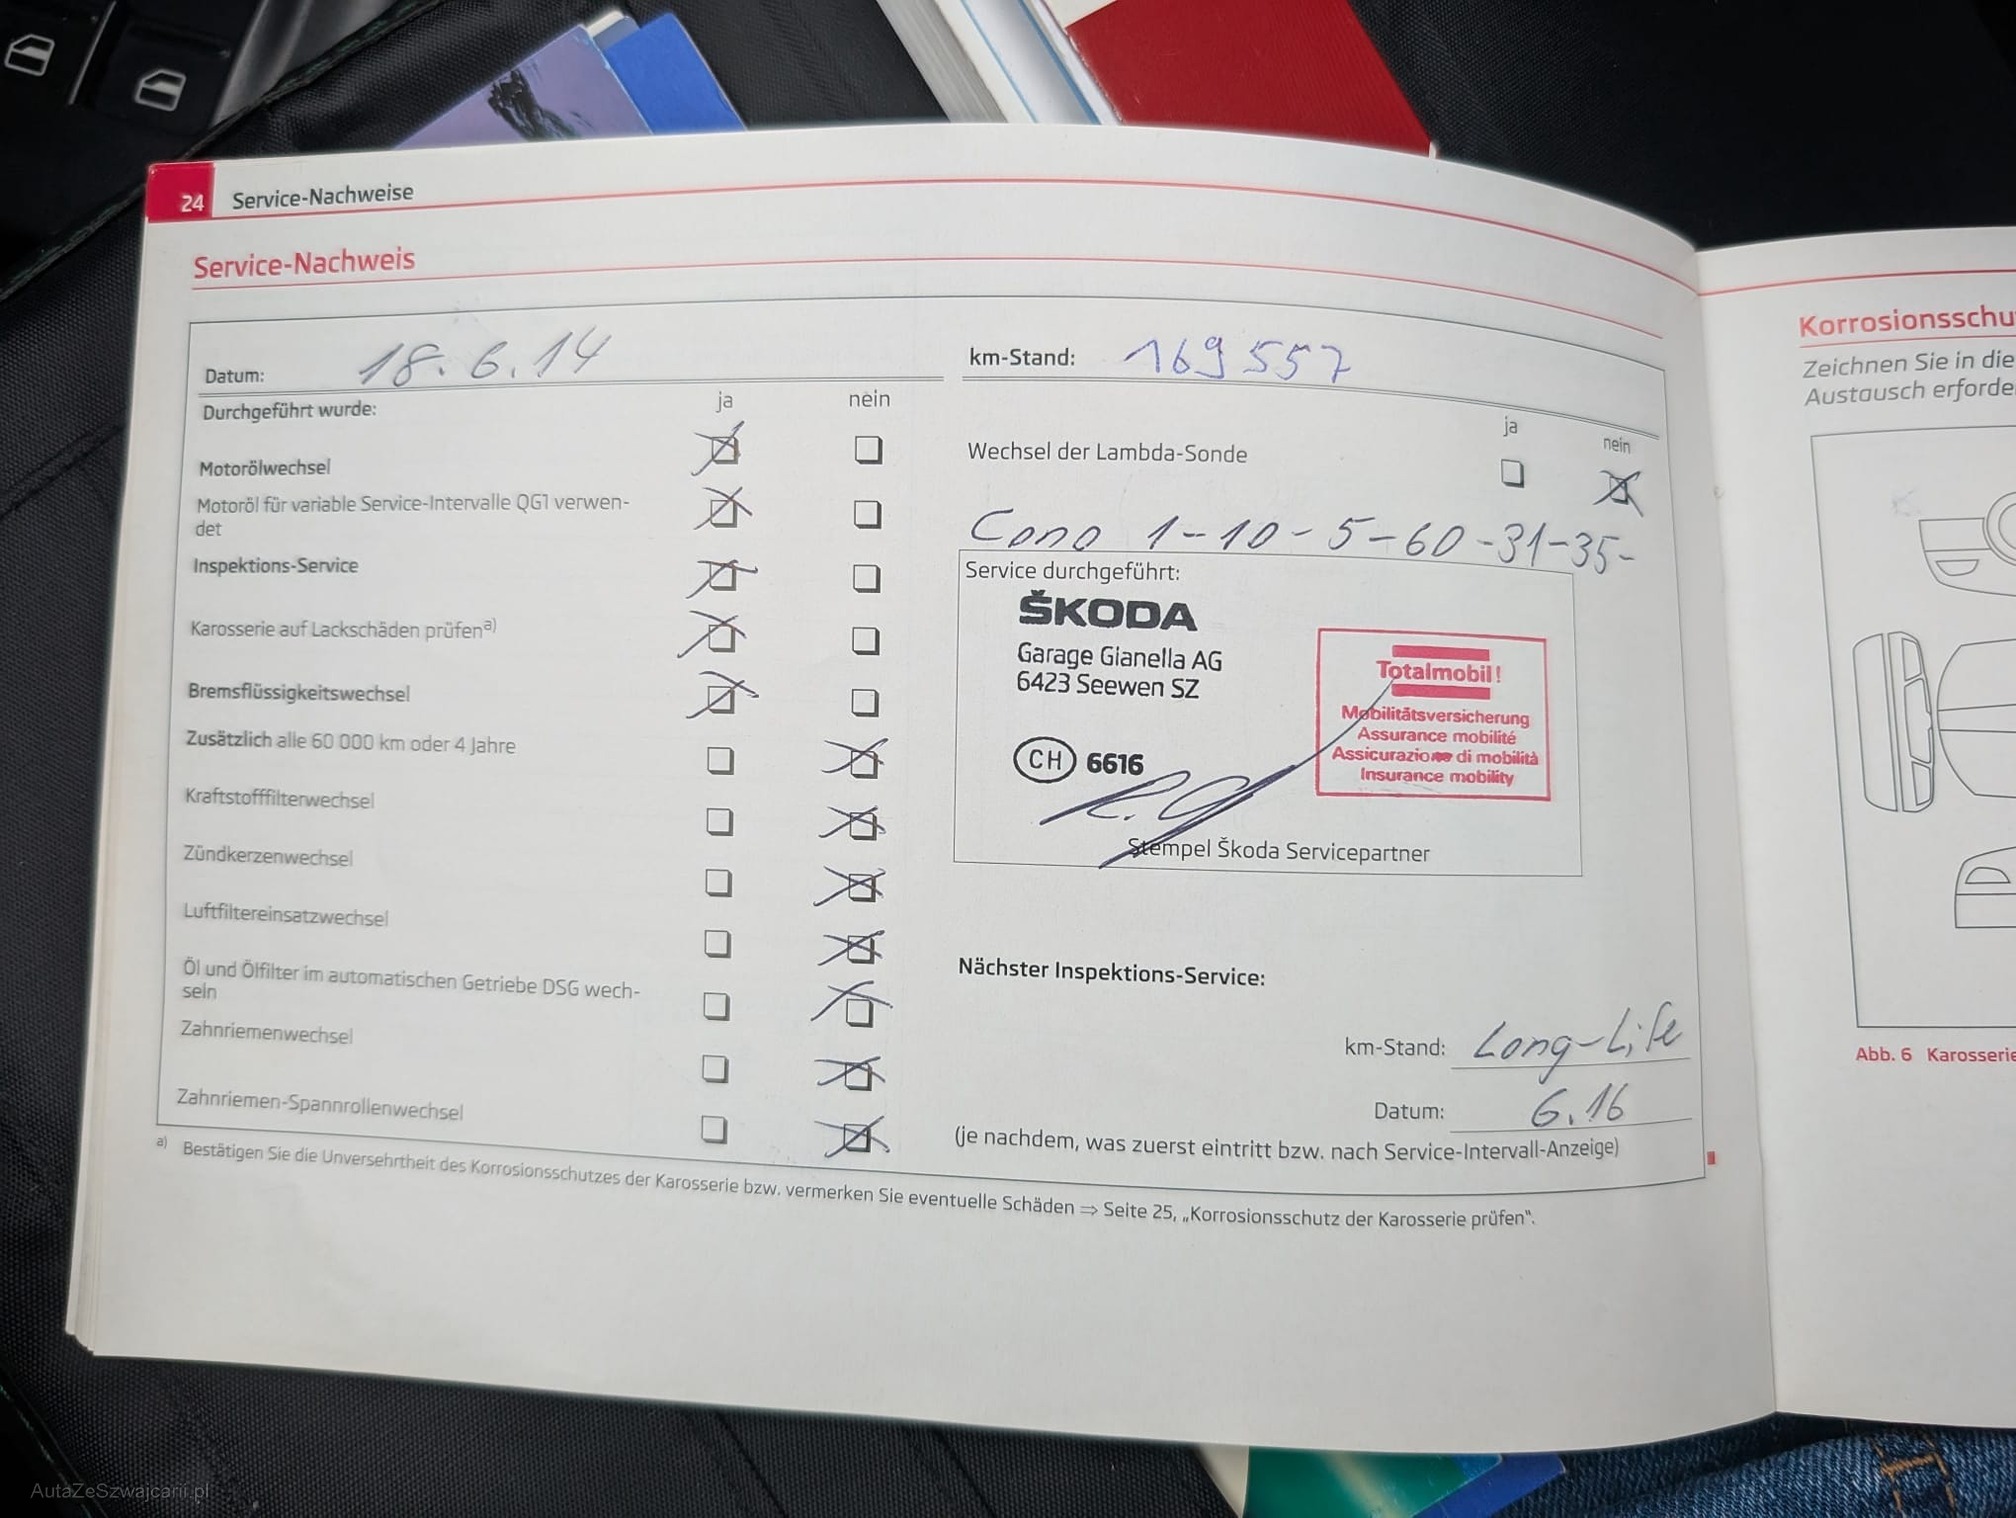 24 Service-Nachweise
Service-Nachweis
Datum: 18.6.14
km-Stand: 169557
Durchgeführt wurde: ja nein
Motorölwechsel
Motoröl für variable Service-Intervalle QG1 verwen-
det
Inspektions-Service
Karosserie auf Lackschäden prüfen a)
Bremsflüssigkeitswechsel
Zusätzlich alle 60 000 km oder 4 Jahre
Kraftstofffilterwechsel
Zündkerzenwechsel
Luftfiltereinsatzwechsel
Öl und Ölfilter im automatischen Getriebe DSG wech-
seln
Zahnriemenwechsel
Zahnriemen-Spannrollenwechsel
ja nein
Wechsel der Lambda-Sonde
1-10-5-60-31-35-
Service durchgeführt:
ŠKODA
Garage Gianella AG
6423 Seewen SZ
CH 6616
Totalmobil!
Mobilitätsversicherung
Assurance mobilité
Assicurazione di mobilità
Insurance mobility
Stempel Škoda Servicepartner
Nächster Inspektions-Service:
km-Stand: Long-Life
Datum: 6.16
(je nachdem, was zuerst eintritt bzw. nach Service-Intervall-Anzeige)
a) Bestätigen Sie die Unversehrtheit des Korrosionsschutzes der Karosserie bzw. vermerken Sie eventuelle Schäden ⇒ Seite 25, „Korrosionsschutz der Karosserie prüfen“.
Korrosionsschu
Zeichnen Sie in die
Austausch erforde
Abb. 6 Karosserie
AutaZeSzwajcarii.pl